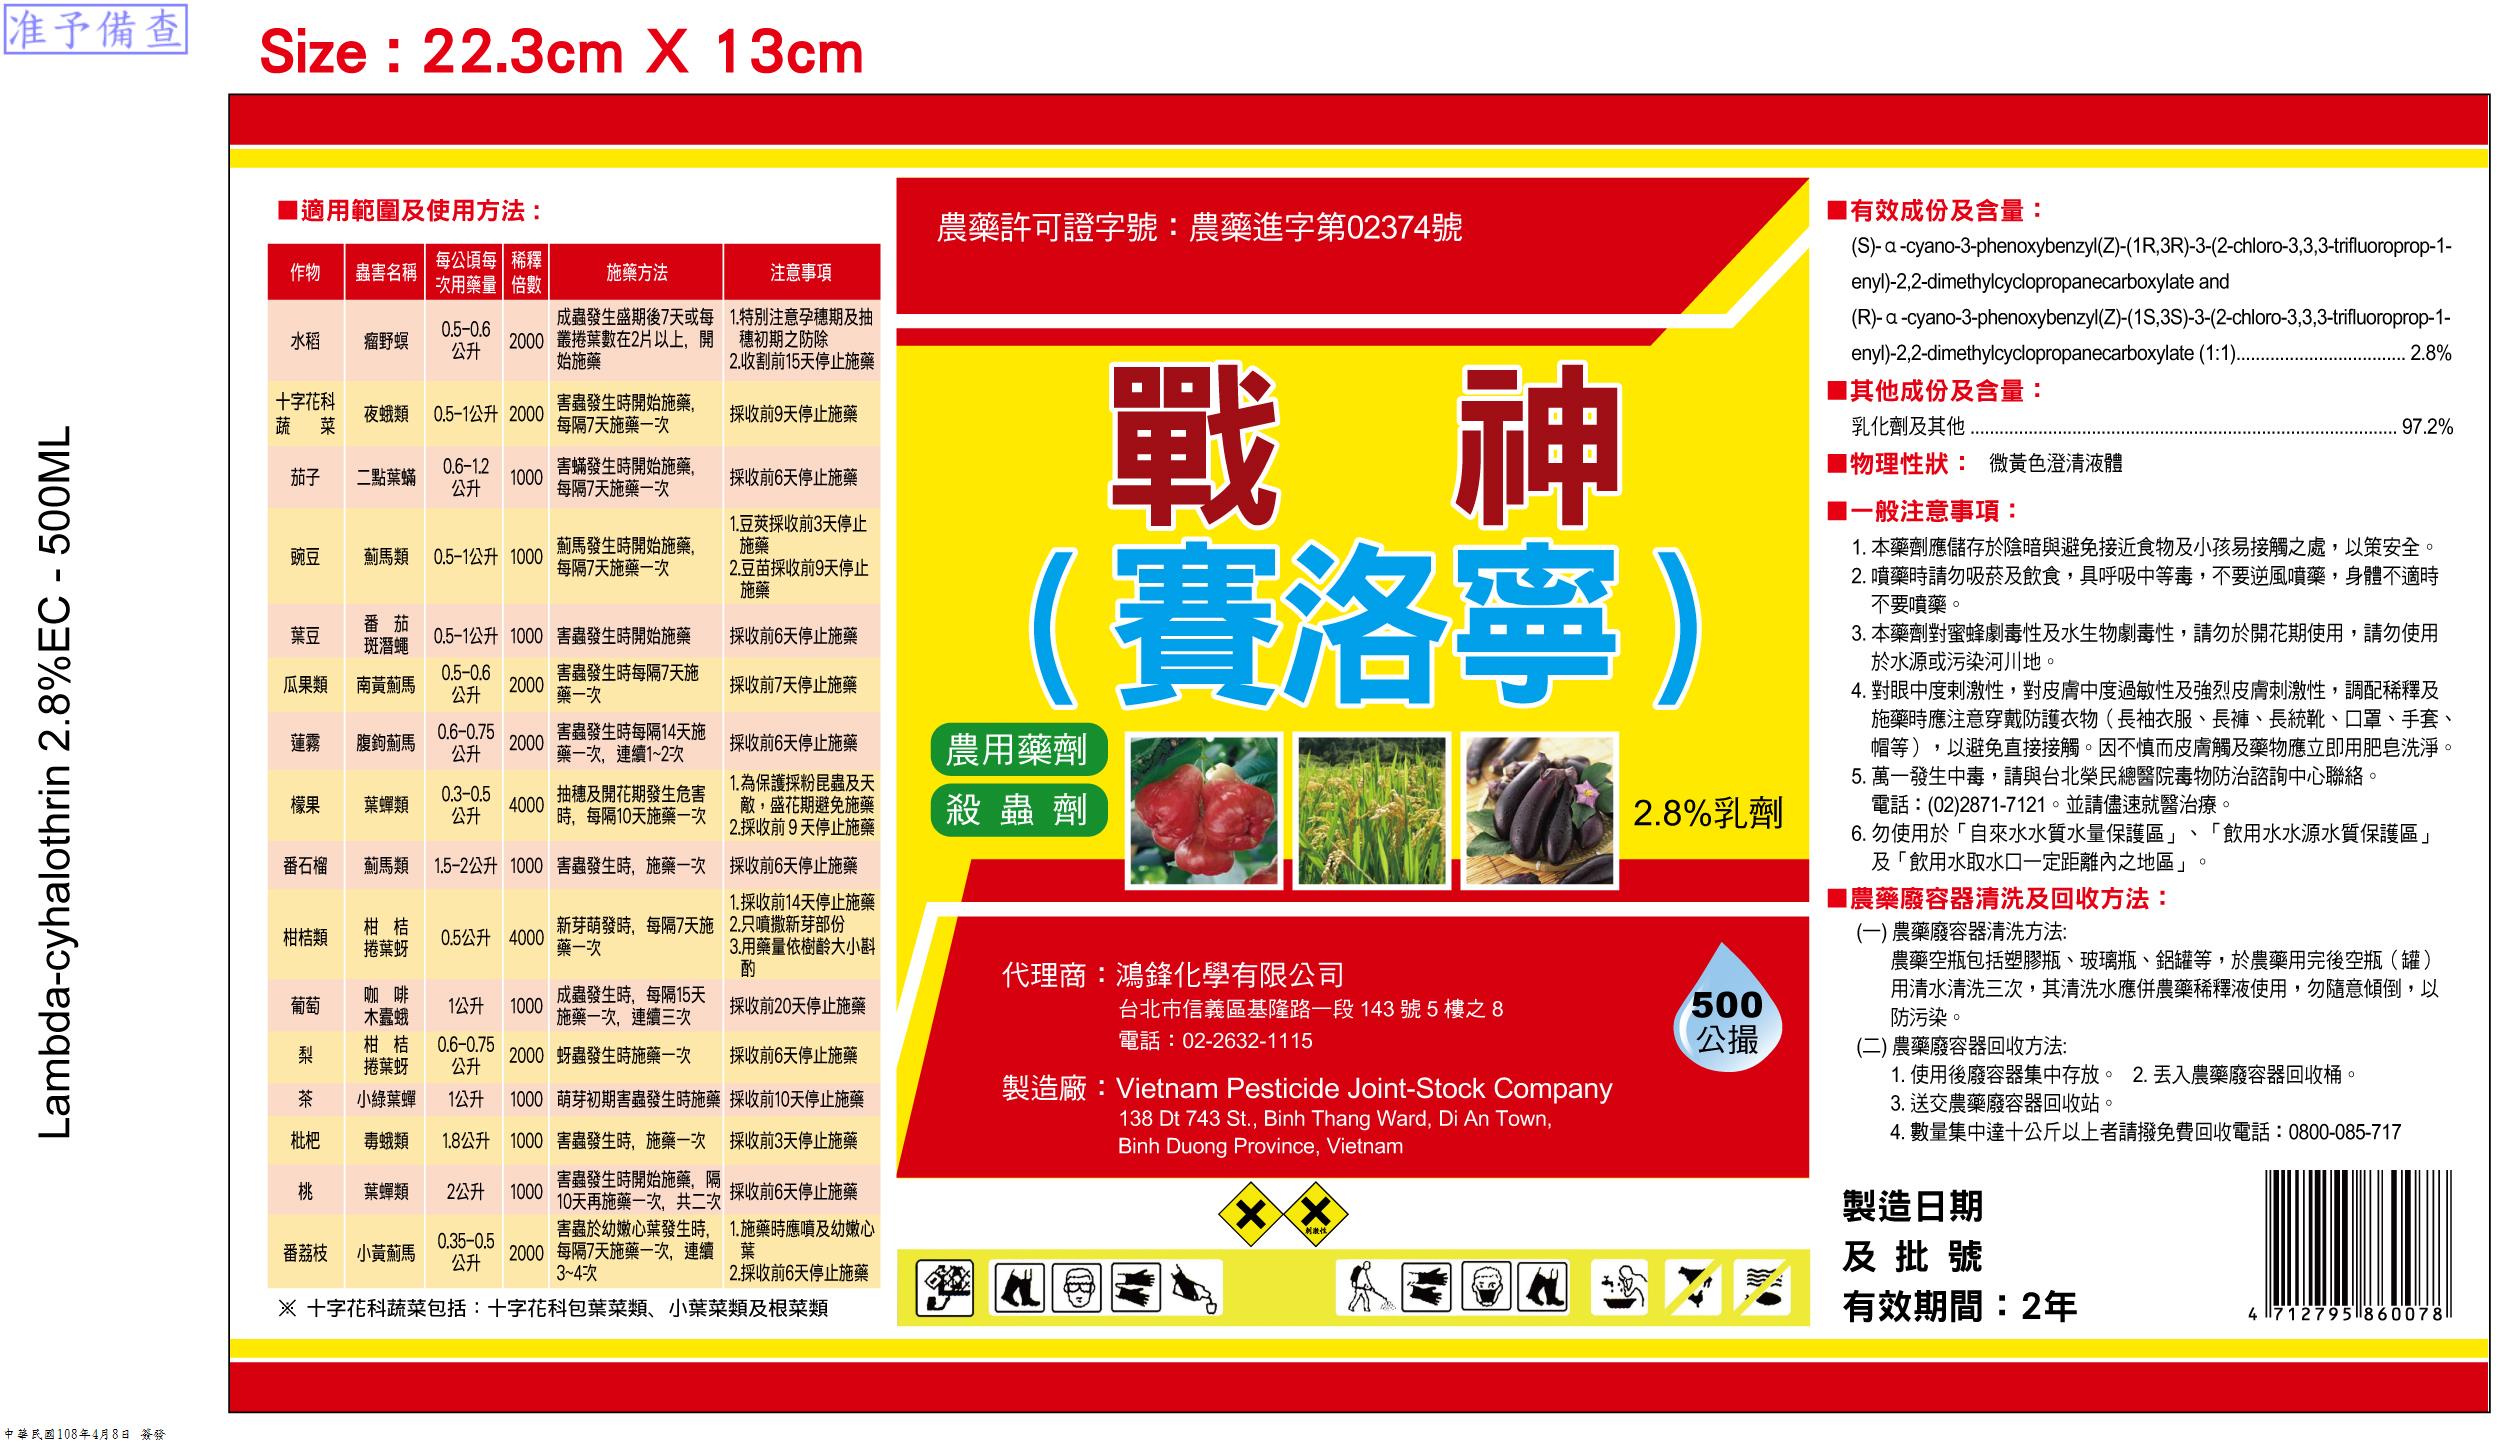 准予備查
Size : 22.3cm X 13cm
Lambda-cyhalothrin 2.8%EC - 500ML
■適用範圍及使用方法：
作物 蟲害名稱 每公頃每次用藥量 稀釋倍數 施藥方法 注意事項
水稻 瘤野螟 0.5-0.6公升 2000 成蟲發生盛期後7天或每叢捲葉數在2片以上，開始施藥 1.特別注意孕穗期及抽穗初期之防除 2.收割前15天停止施藥
十字花科蔬菜 夜蛾類 0.5-1公升 2000 害蟲發生時開始施藥，每隔7天施藥一次 採收前9天停止施藥
茄子 二點葉蟎 0.6-1.2公升 1000 害蟎發生時開始施藥，每隔7天施藥一次 採收前6天停止施藥
豌豆 薊馬類 0.5-1公升 1000 薊馬發生時開始施藥，每隔7天施藥一次 1.豆莢採收前3天停止施藥 2.豆苗採收前9天停止施藥
菜豆 番茄斑潛蠅 0.5-1公升 1000 害蟲發生時開始施藥 採收前6天停止施藥
瓜果類 南黃薊馬 0.5-0.6公升 2000 害蟲發生時每隔7天施藥一次 採收前7天停止施藥
蓮霧 腹鉤薊馬 0.6-0.75公升 2000 害蟲發生時每隔14天施藥一次，連續1~2次 採收前6天停止施藥
檬果 葉蟬類 0.3-0.5公升 4000 抽穗及開花期發生危害時，每隔10天施藥一次 1.為保護採粉昆蟲及天敵，盛花期避免施藥 2.採收前9天停止施藥
番石榴 薊馬類 1.5-2公升 1000 害蟲發生時，施藥一次 採收前6天停止施藥
柑桔類 柑桔捲葉蚜 0.5公升 4000 新芽萌發時，每隔7天施藥一次 1.採收前14天停止施藥 2.只噴撒新芽部份 3.用藥量依樹齡大小斟酌
葡萄 咖啡木蠹蛾 1公升 1000 成蟲發生時，每隔15天施藥一次，連續三次 採收前20天停止施藥
梨 柑桔捲葉蚜 0.6-0.75公升 2000 蚜蟲發生時施藥一次 採收前6天停止施藥
茶 小綠葉蟬 1公升 1000 萌芽初期害蟲發生時施藥 採收前10天停止施藥
枇杷 毒蛾類 1.8公升 1000 害蟲發生時，施藥一次 採收前3天停止施藥
桃 葉蟬類 2公升 1000 害蟲發生時開始施藥，隔10天再施藥一次，共二次 採收前6天停止施藥
番荔枝 小黃薊馬 0.35-0.5公升 2000 害蟲於幼嫩心葉發生時，每隔7天施藥一次，連續3~4次 1.施藥時應噴及幼嫩心葉 2.採收前6天停止施藥
※ 十字花科蔬菜包括：十字花科包葉菜類、小葉菜類及根菜類
農藥許可證字號：農藥進字第02374號
戰 神
（賽洛寧）
農用藥劑
殺 蟲 劑
2.8%乳劑
代理商：鴻鋒化學有限公司
台北市信義區基隆路一段 143 號 5 樓之 8
電話：02-2632-1115
500
公撮
製造廠：Vietnam Pesticide Joint-Stock Company
138 Dt 743 St., Binh Thang Ward, Di An Town,
Binh Duong Province, Vietnam
刺激性
■有效成份及含量：
(S)-α-cyano-3-phenoxybenzyl(Z)-(1R,3R)-3-(2-chloro-3,3,3-trifluoroprop-1-
enyl)-2,2-dimethylcyclopropanecarboxylate and
(R)-α-cyano-3-phenoxybenzyl(Z)-(1S,3S)-3-(2-chloro-3,3,3-trifluoroprop-1-
enyl)-2,2-dimethylcyclopropanecarboxylate (1:1)................................... 2.8%
■其他成份及含量：
乳化劑及其他 ........................................................................................ 97.2%
■物理性狀： 微黃色澄清液體
■一般注意事項：
1. 本藥劑應儲存於陰暗與避免接近食物及小孩易接觸之處，以策安全。
2. 噴藥時請勿吸菸及飲食，具呼吸中等毒，不要逆風噴藥，身體不適時
不要噴藥。
3. 本藥劑對蜜蜂劇毒性及水生物劇毒性，請勿於開花期使用，請勿使用
於水源或污染河川地。
4. 對眼中度刺激性，對皮膚中度過敏性及強烈皮膚刺激性，調配稀釋及
施藥時應注意穿戴防護衣物（長袖衣服、長褲、長統靴、口罩、手套、
帽等），以避免直接接觸。因不慎而皮膚觸及藥物應立即用肥皂洗淨。
5. 萬一發生中毒，請與台北榮民總醫院毒物防治諮詢中心聯絡。
電話：(02)2871-7121。並請儘速就醫治療。
6. 勿使用於「自來水水質水量保護區」、「飲用水水源水質保護區」
及「飲用水取水口一定距離內之地區」。
■農藥廢容器清洗及回收方法：
(一) 農藥廢容器清洗方法:
農藥空瓶包括塑膠瓶、玻璃瓶、鋁罐等，於農藥用完後空瓶（罐）
用清水清洗三次，其清洗水應併農藥稀釋液使用，勿隨意傾倒，以
防污染。
(二) 農藥廢容器回收方法:
1. 使用後廢容器集中存放。 2. 丟入農藥廢容器回收桶。
3. 送交農藥廢容器回收站。
4. 數量集中達十公斤以上者請撥免費回收電話：0800-085-717
製造日期
及 批 號
有效期間：2年
4 712795 860078
中華民國108年4月8日 簽發